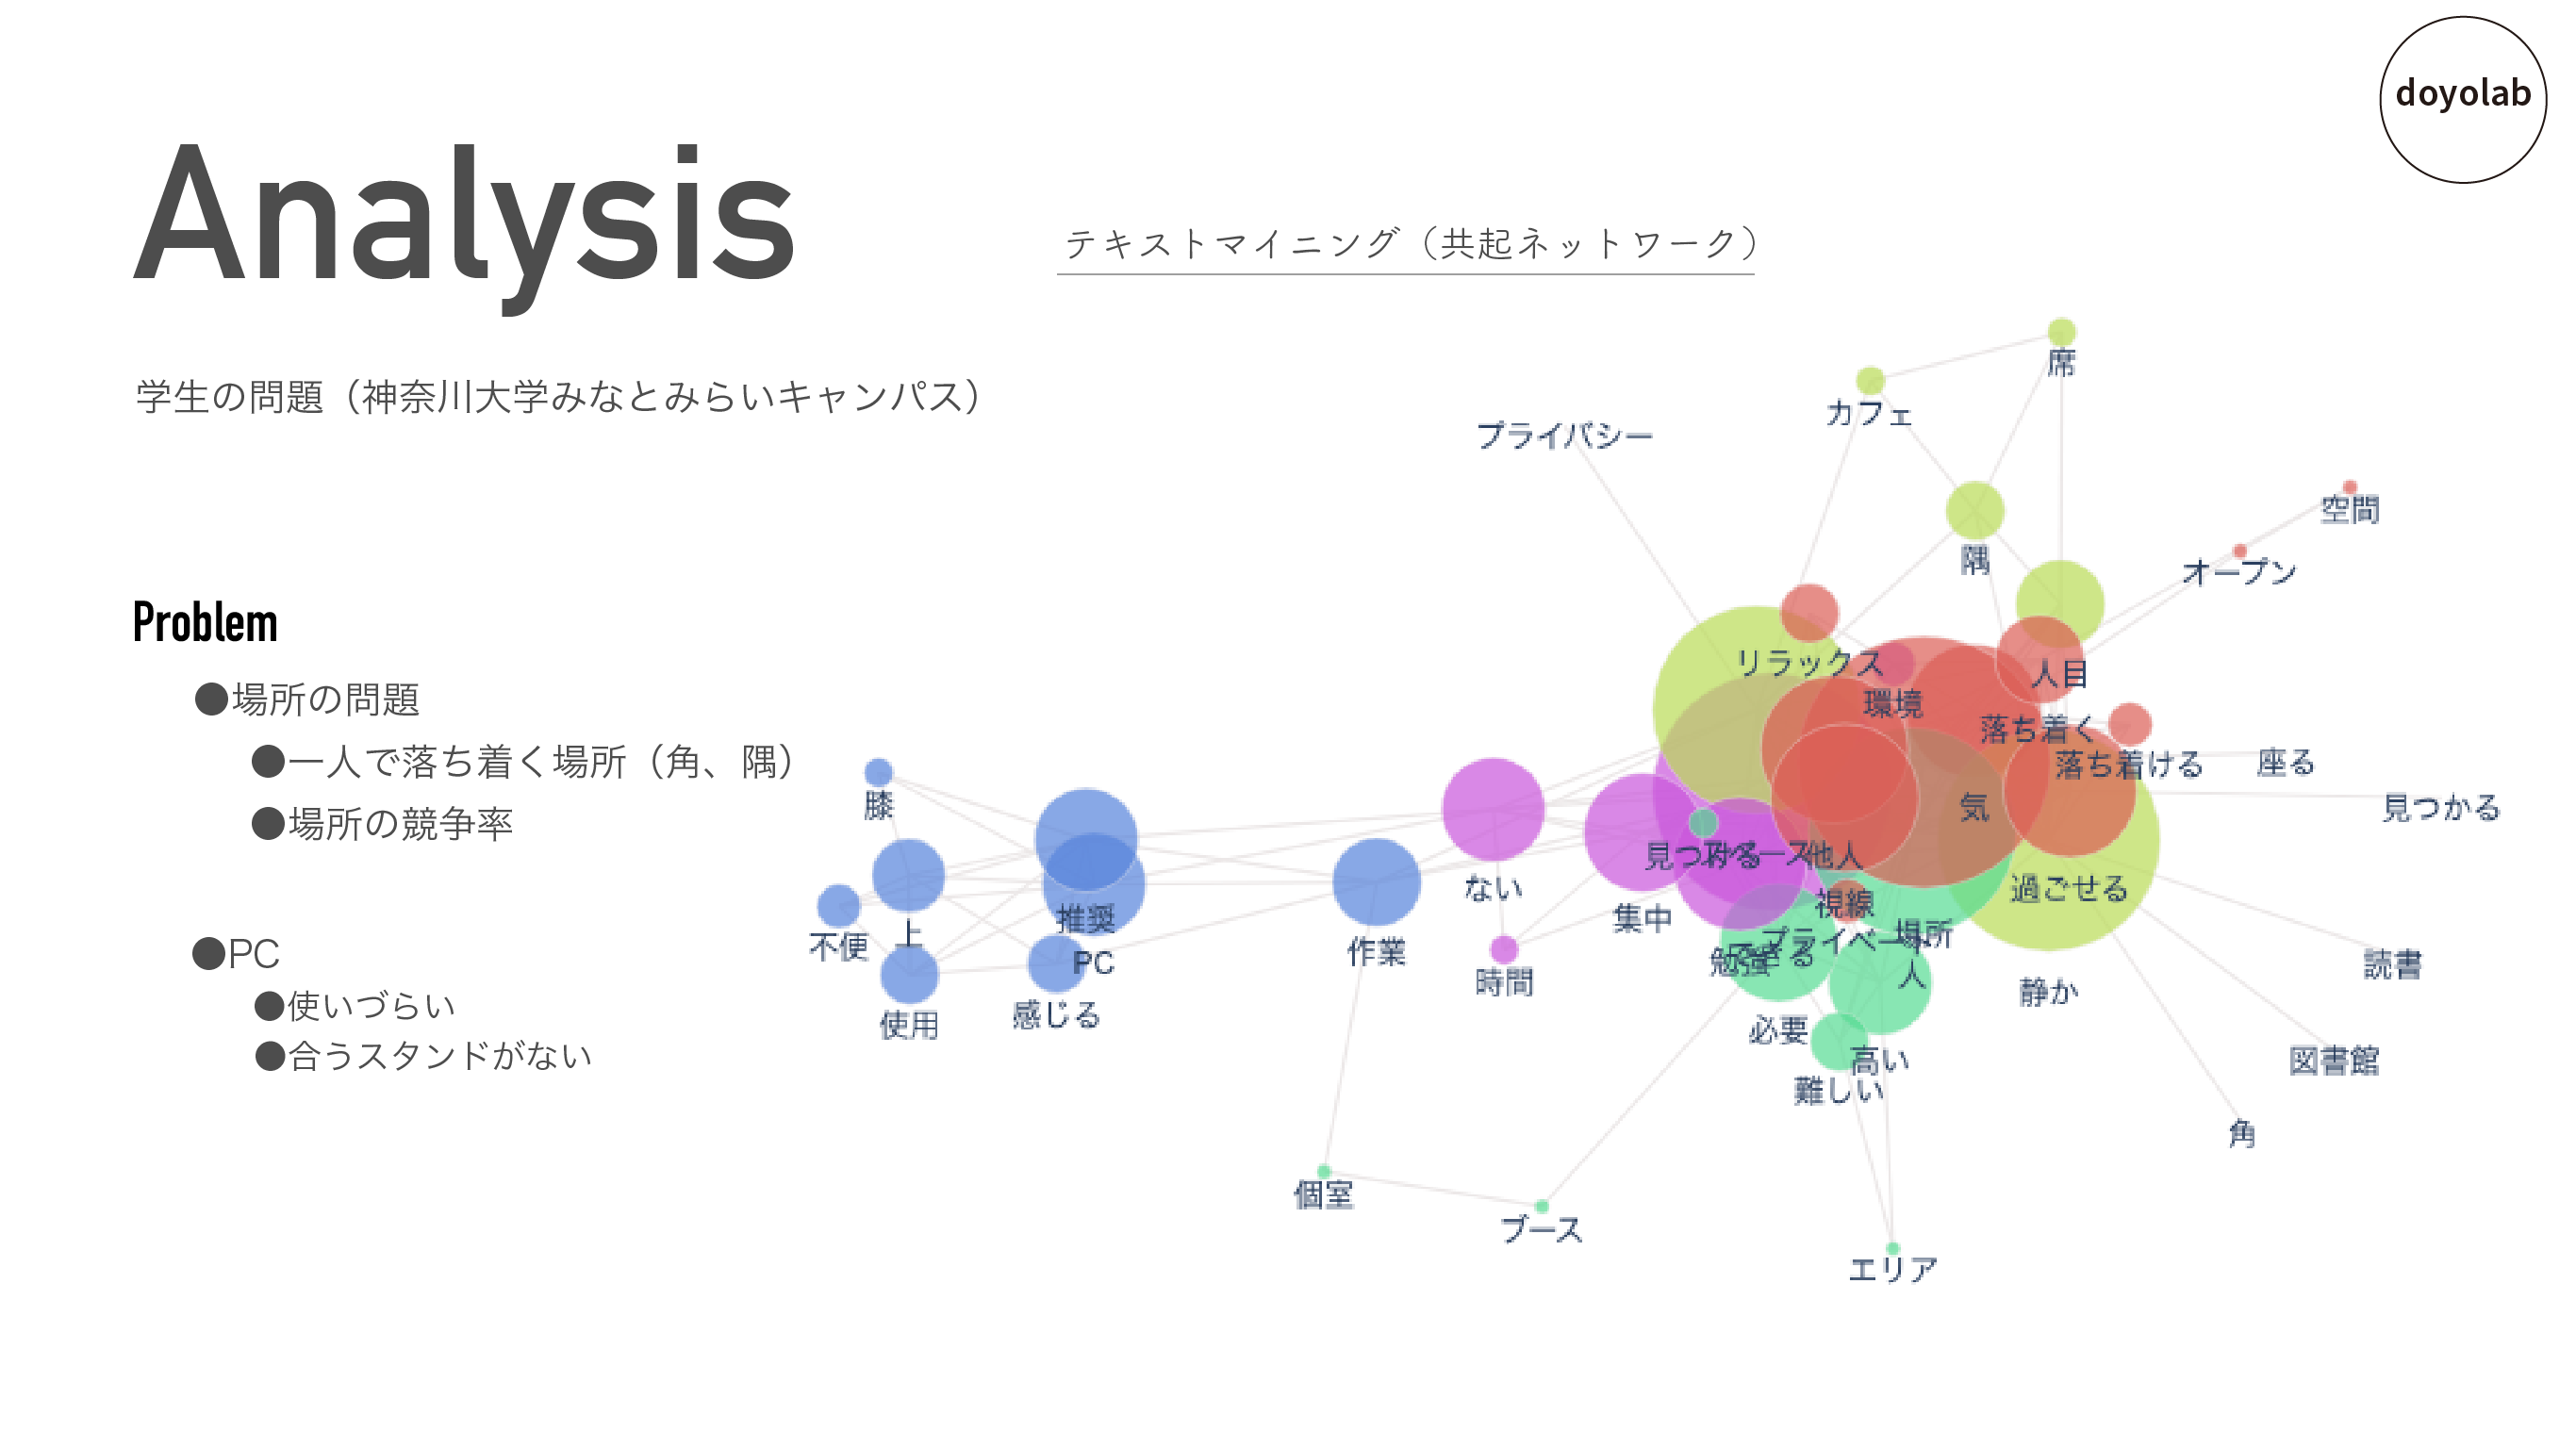 doyolab
Analysis
テキストマイニング（共起ネットワーク）
学生の問題（神奈川大学みなとみらいキャンパス）
Problem
●場所の問題
●一人で落ち着く場所（角、隅）
●場所の競争率
●PC
●使いづらい
●合うスタンドがない
席
カフェ
プライバシー
空間
隅
オープン
リラックス
人目
環境
落ち着く
落ち着ける
座る
膝
気
見つかる
見つける
他人
ない
過ごせる
視線
推奨
集中
上
不便
場所
プライベート
作業
勉強
できる
PC
読書
人
時間
静か
感じる
使用
必要
高い
図書館
難しい
角
個室
ブース
エリア